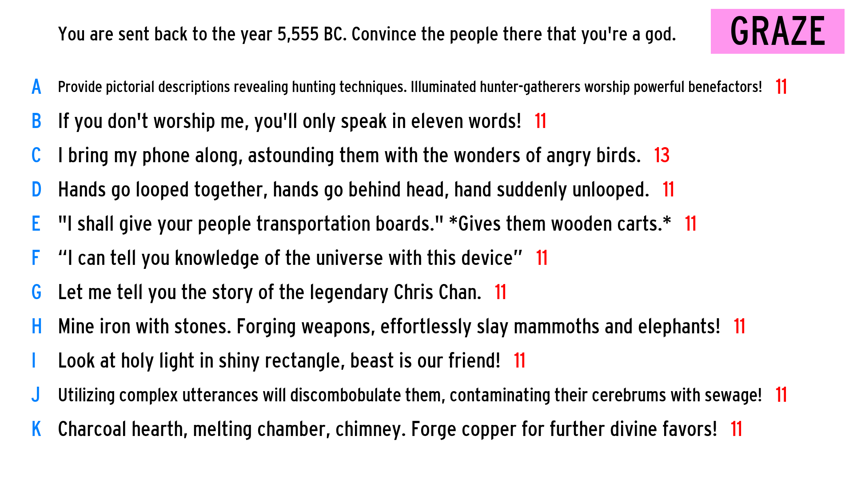 You are sent back to the year 5,555 BC. Convince the people there that you're a god.
GRAZE
A Provide pictorial descriptions revealing hunting techniques. Illuminated hunter-gatherers worship powerful benefactors! 11
B If you don't worship me, you'll only speak in eleven words! 11
C I bring my phone along, astounding them with the wonders of angry birds. 13
D Hands go looped together, hands go behind head, hand suddenly unlooped. 11
E "I shall give your people transportation boards." *Gives them wooden carts.* 11
F “I can tell you knowledge of the universe with this device” 11
G Let me tell you the story of the legendary Chris Chan. 11
H Mine iron with stones. Forging weapons, effortlessly slay mammoths and elephants! 11
I Look at holy light in shiny rectangle, beast is our friend! 11
J Utilizing complex utterances will discombobulate them, contaminating their cerebrums with sewage! 11
K Charcoal hearth, melting chamber, chimney. Forge copper for further divine favors! 11